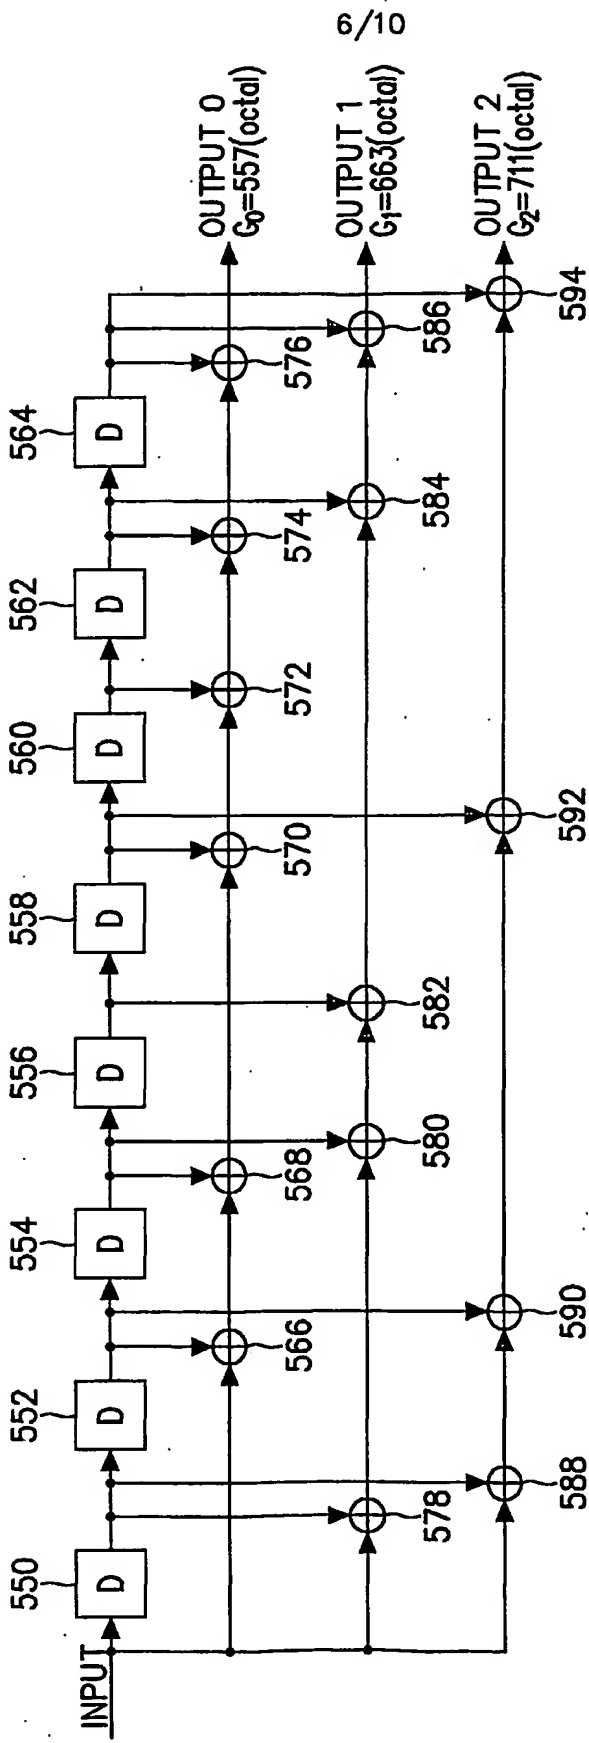 6/10
INPUT
550
D
552
D
554
D
556
D
558
D
560
D
562
D
564
D
566
568
570
572
574
576
OUTPUT 0
G₀=557(octal)
578
580
582
584
586
OUTPUT 1
G₁=663(octal)
588
590
592
594
OUTPUT 2
G₂=711(octal)